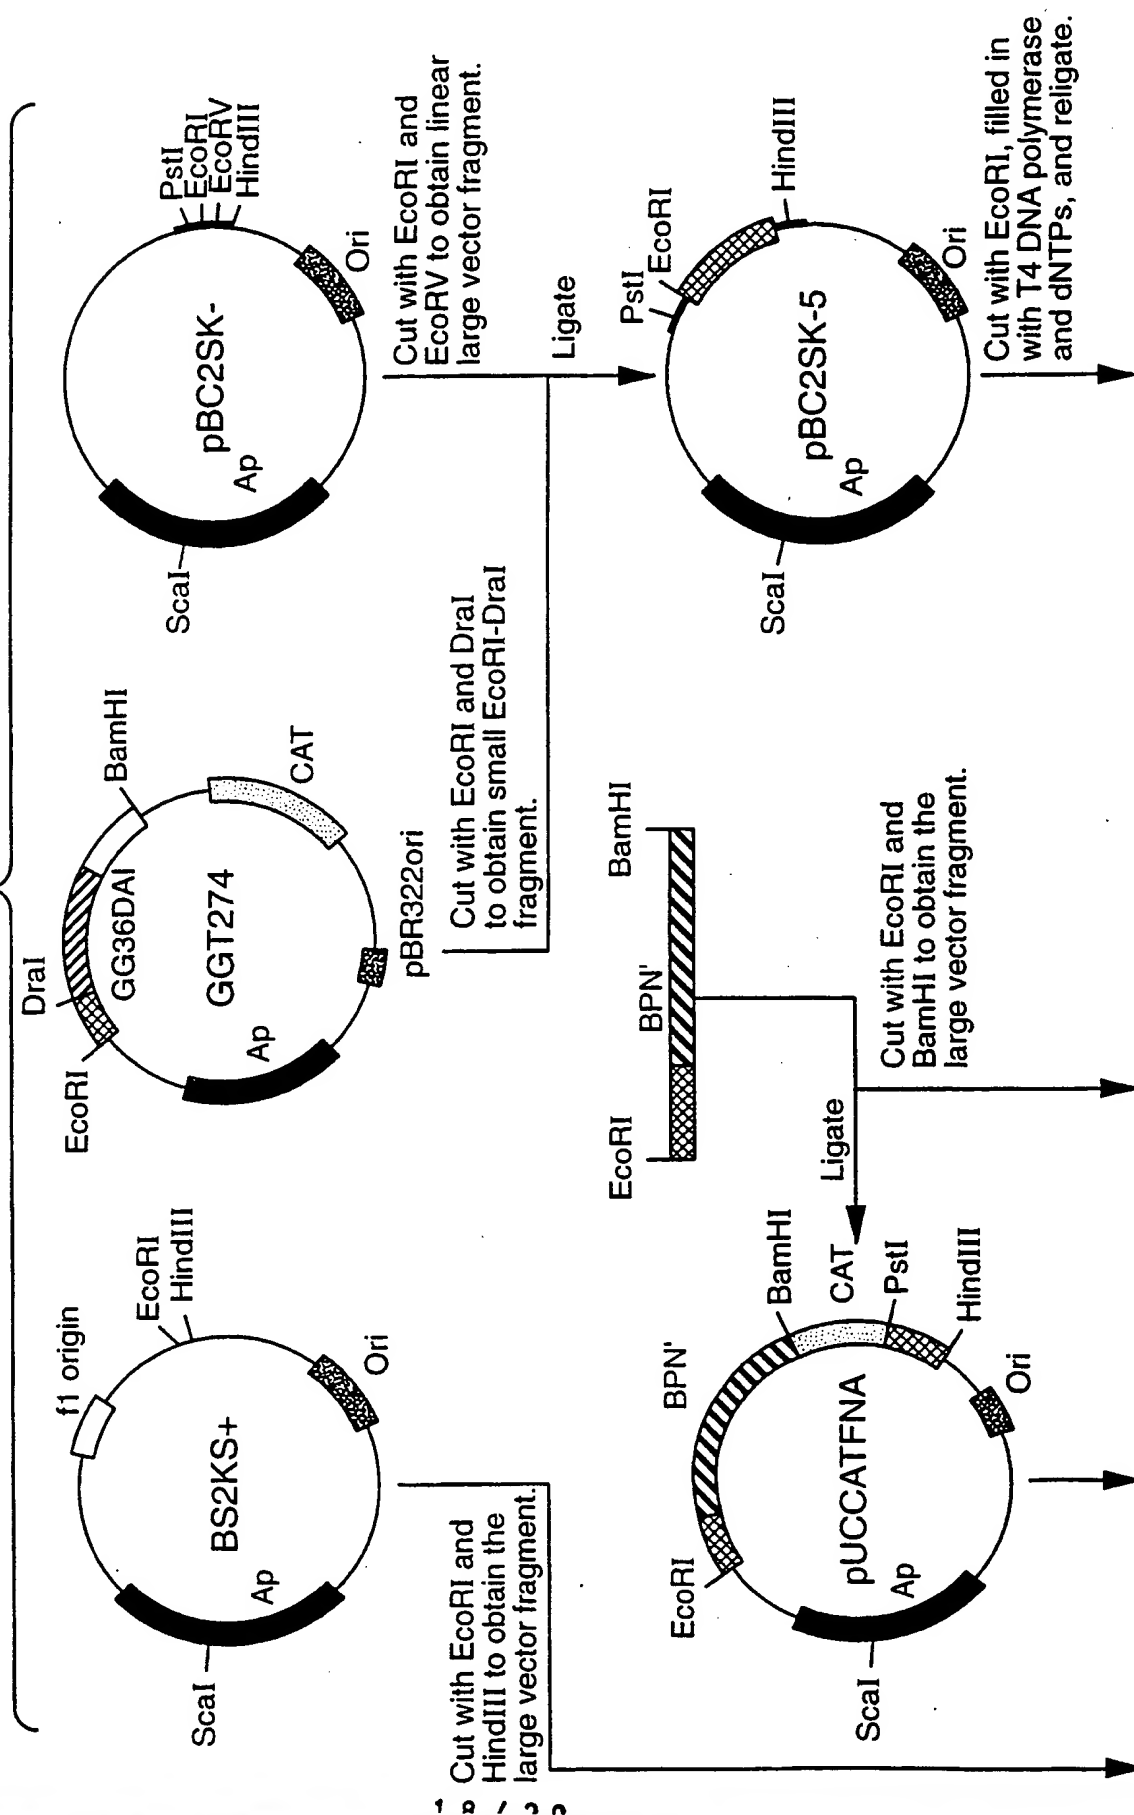 f1 origin
EcoRI
HindIII
BS2KS+
Ap
Ori
ScaI
Cut with EcoRI and
HindIII to obtain the
large vector fragment.
DraI
EcoRI
BamHI
GG36DAI
GGT274
CAT
Ap
pBR322ori
Cut with EcoRI and DraI
to obtain small EcoRI-DraI
fragment.
PstI
EcoRI
EcoRV
HindIII
pBC2SK-
Ap
Ori
ScaI
Cut with EcoRI and
EcoRV to obtain linear
large vector fragment.
Ligate
EcoRI
BPN'
BamHI
Ligate
Cut with EcoRI and
BamHI to obtain the
large vector fragment.
BPN'
BamHI
CAT
PstI
HindIII
EcoRI
pUCCATFNA
Ap
Ori
ScaI
PstI
EcoRI
HindIII
pBC2SK-5
Ap
Ori
ScaI
Cut with EcoRI, filled in
with T4 DNA polymerase
and dNTPs, and religate.